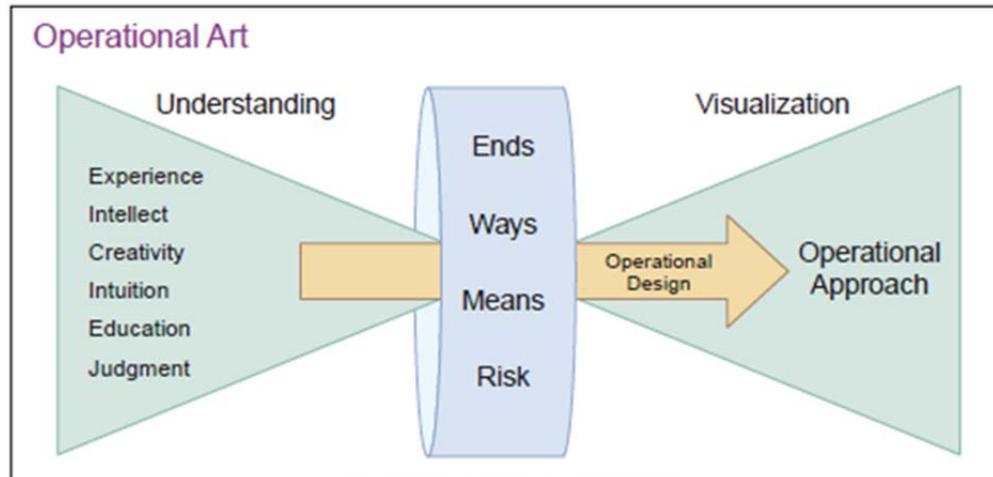 Operational Art
Understanding
Experience
Intellect
Creativity
Intuition
Education
Judgment
Ends
Ways
Means
Risk
Visualization
Operational
Design
Operational
Approach